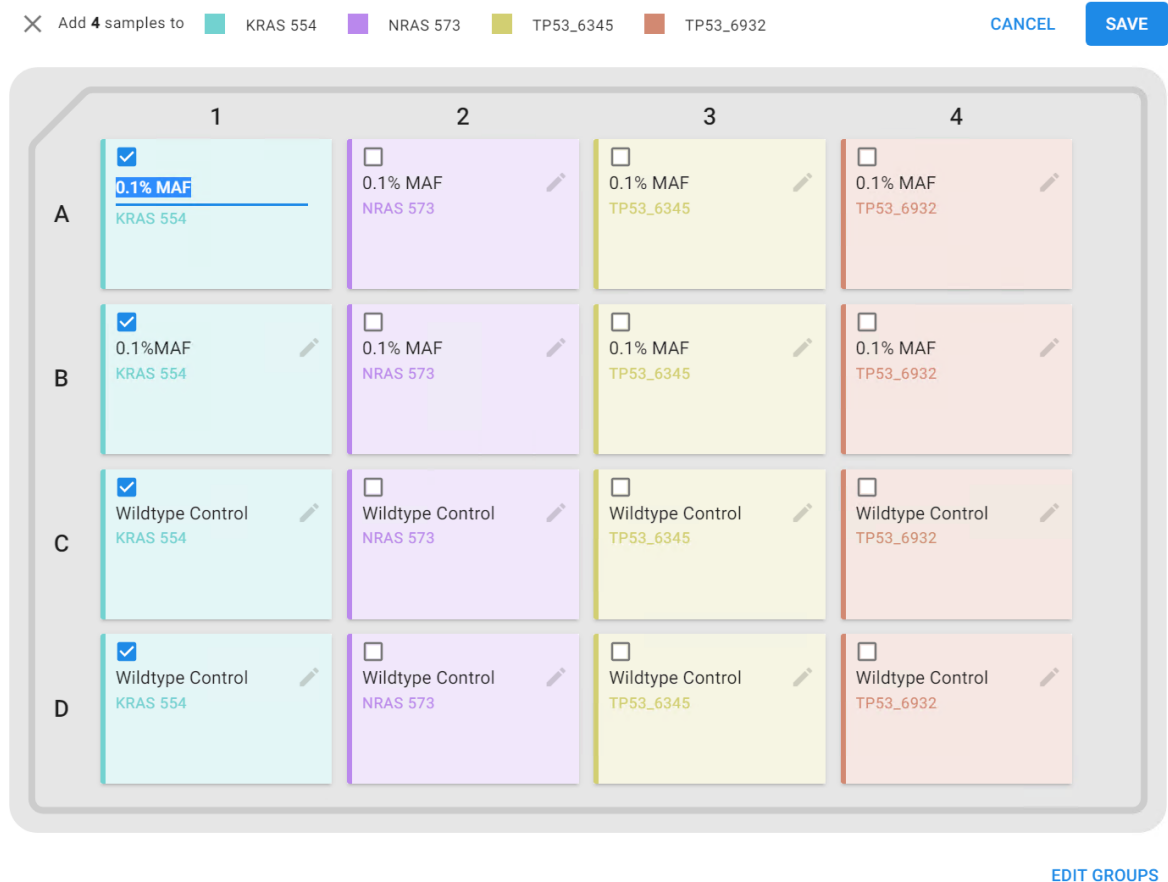 Add 4 samples to KRAS 554 NRAS 573 TP53_6345 TP53_6932 CANCEL SAVE
1 2 3 4
A
0.1% MAF 0.1% MAF 0.1% MAF 0.1% MAF
KRAS 554 NRAS 573 TP53_6345 TP53_6932
B
0.1%MAF 0.1% MAF 0.1% MAF 0.1% MAF
KRAS 554 NRAS 573 TP53_6345 TP53_6932
C
Wildtype Control Wildtype Control Wildtype Control Wildtype Control
KRAS 554 NRAS 573 TP53_6345 TP53_6932
D
Wildtype Control Wildtype Control Wildtype Control Wildtype Control
KRAS 554 NRAS 573 TP53_6345 TP53_6932
EDIT GROUPS